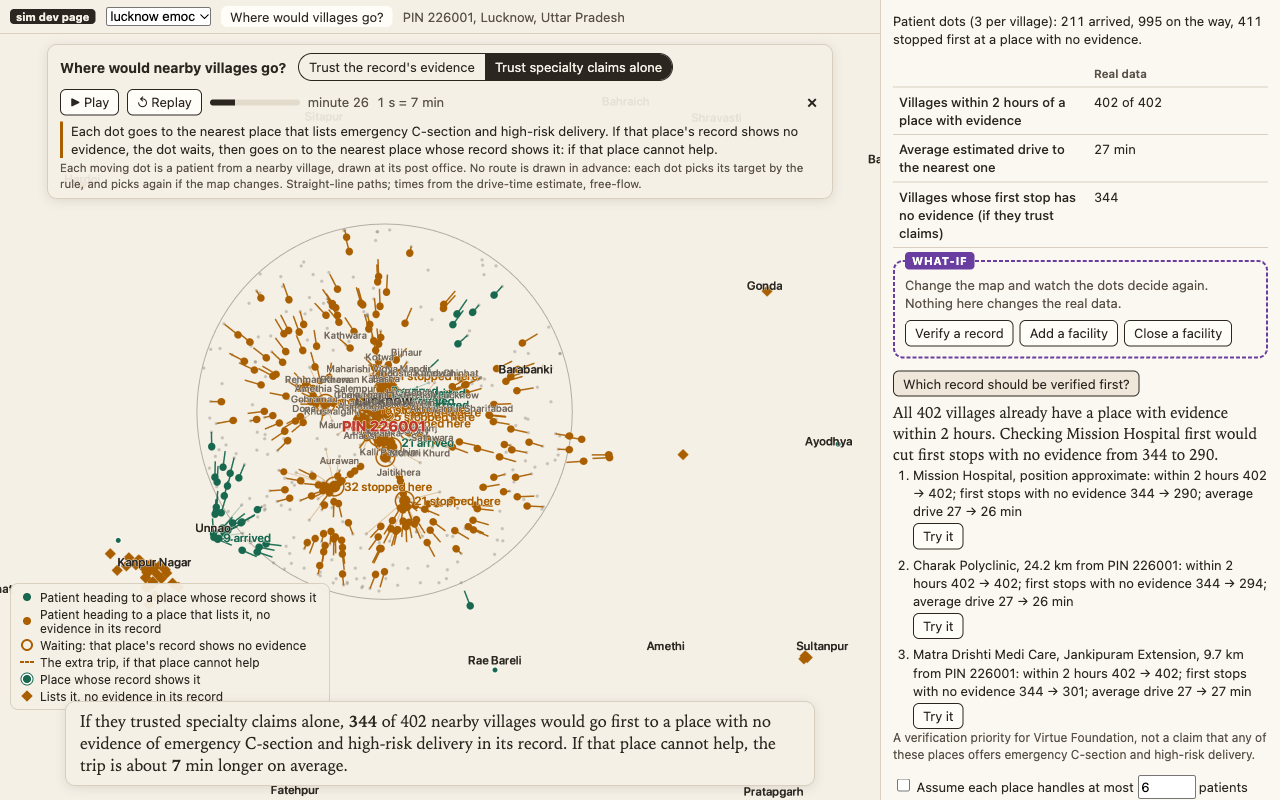 sim dev page
lucknow emoc
Where would villages go?
PIN 226001, Lucknow, Uttar Pradesh
Where would nearby villages go?
Trust the record's evidence
Trust specialty claims alone
▶ Play
Replay
minute 26 1 s = 7 min
Bahraich
Sitapur
Shravasti
Each dot goes to the nearest place that lists emergency C-section and high-risk delivery. If that place's record shows no
evidence, the dot waits, then goes on to the nearest place whose record shows it: if that place cannot help.
Each moving dot is a patient from a nearby village, drawn at its post office. No route is drawn in advance: each dot picks its target by the
rule, and picks again if the map changes. Straight-line paths; times from the drive-time estimate, free-flow.
Ba
Gonda
Kathwara
Bijnaur
Barabanki
LUCKNOW
PIN 226001
21 arrived
Aurawan
Jaitikhera
32 stopped here
21 stopped here
Ayodhya
Unnao
9 arrived
Kanpur Nagar
Patient heading to a place whose record shows it
Patient heading to a place that lists it, no
evidence in its record
Waiting: that place's record shows no evidence
The extra trip, if that place cannot help
Place whose record shows it
Lists it, no evidence in its record
Amethi
Sultanpur
Rae Bareli
If they trusted specialty claims alone, 344 of 402 nearby villages would go first to a place with no
evidence of emergency C-section and high-risk delivery in its record. If that place cannot help, the
trip is about 7 min longer on average.
Fatehpur
Pratapgarh
Patient dots (3 per village): 211 arrived, 995 on the way, 411
stopped first at a place with no evidence.
Real data
Villages within 2 hours of a
place with evidence
402 of 402
Average estimated drive to
the nearest one
27 min
Villages whose first stop has
no evidence (if they trust
claims)
344
WHAT-IF
Change the map and watch the dots decide again.
Nothing here changes the real data.
Verify a record
Add a facility
Close a facility
Which record should be verified first?
All 402 villages already have a place with evidence
within 2 hours. Checking Mission Hospital first would
cut first stops with no evidence from 344 to 290.
1. Mission Hospital, position approximate: within 2 hours 402
→ 402; first stops with no evidence 344 → 290; average
drive 27 → 26 min
Try it
2. Charak Polyclinic, 24.2 km from PIN 226001: within 2
hours 402 → 402; first stops with no evidence 344 → 294;
average drive 27 → 26 min
Try it
3. Matra Drishti Medi Care, Jankipuram Extension, 9.7 km
from PIN 226001: within 2 hours 402 → 402; first stops
with no evidence 344 → 301; average drive 27 → 27 min
Try it
A verification priority for Virtue Foundation, not a claim that any of
these places offers emergency C-section and high-risk delivery.
Assume each place handles at most 6 patients